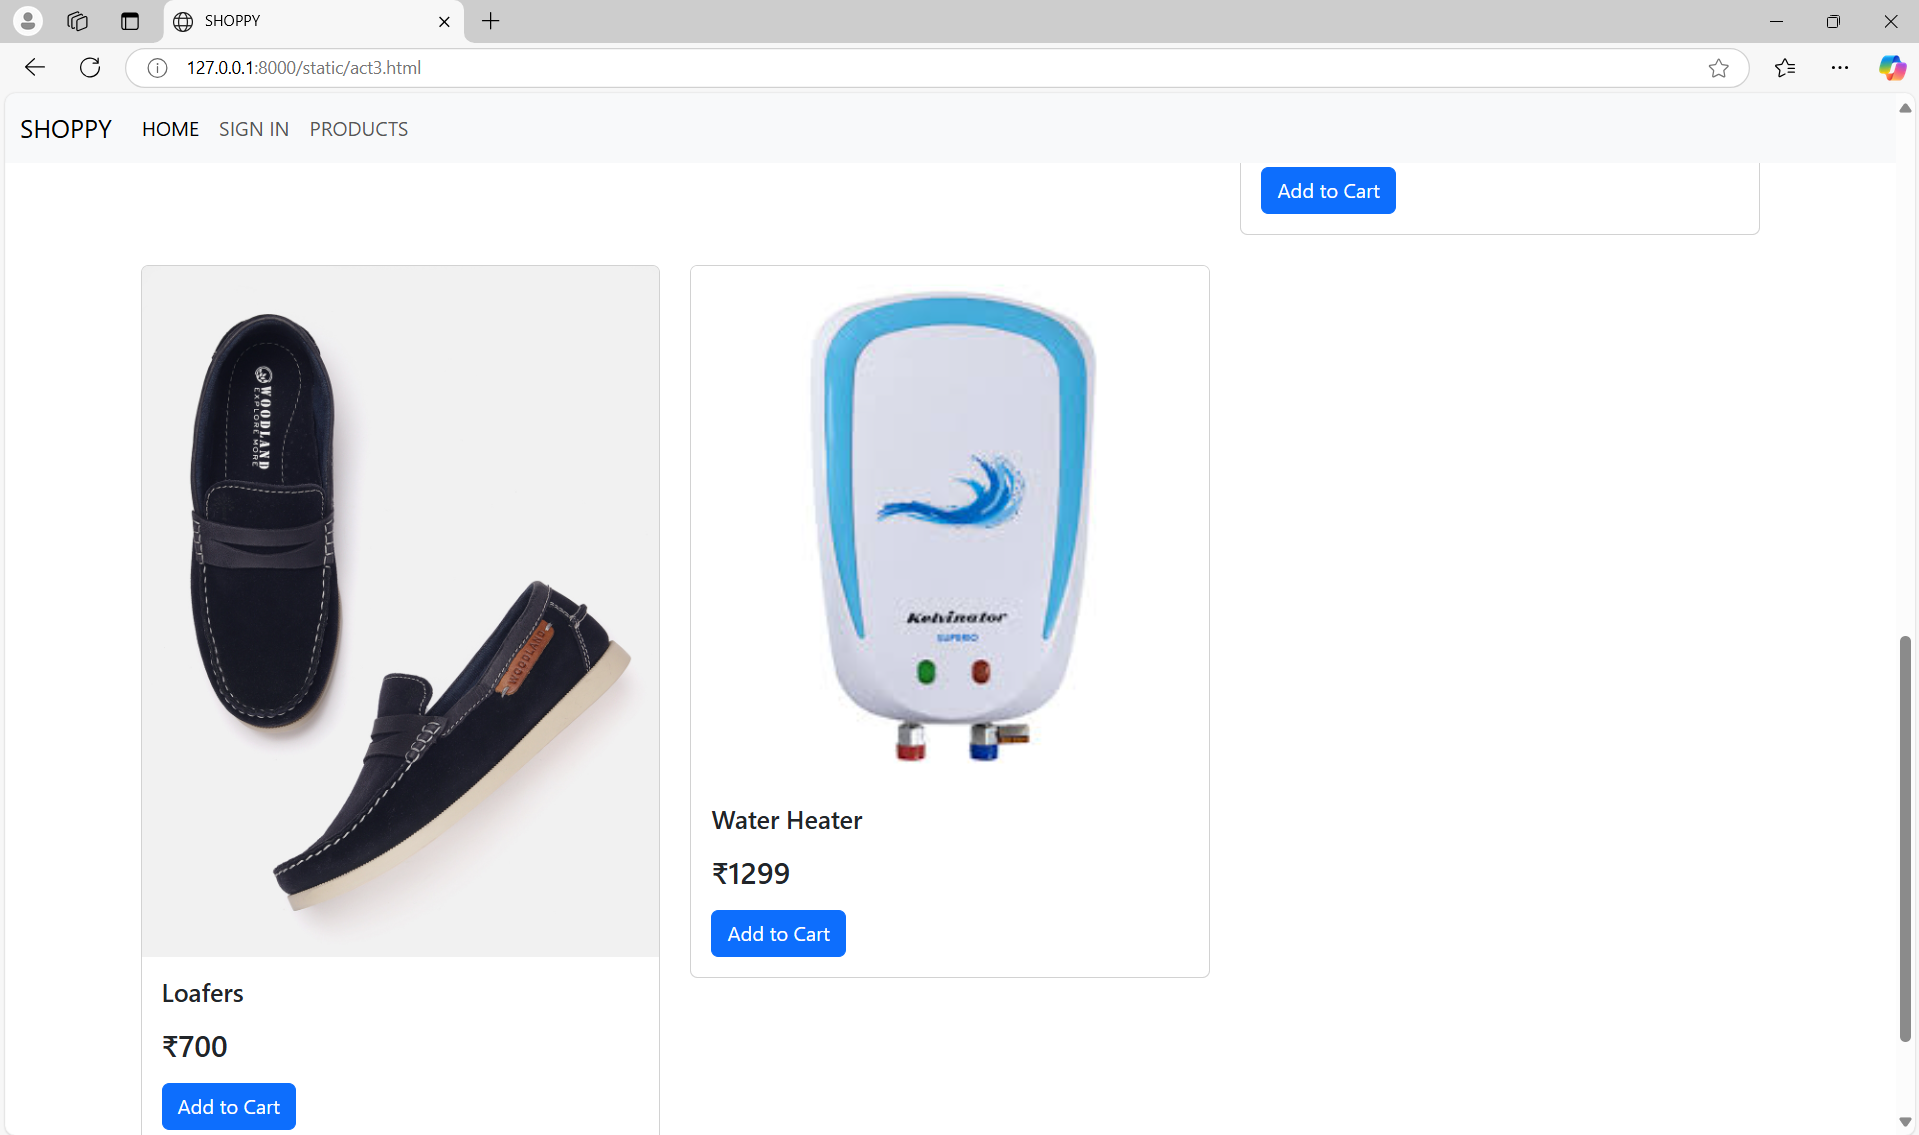 SHOPPY
127.0.0.1:8000/static/act3.html
SHOPPY HOME SIGN IN PRODUCTS
Add to Cart
WOODLAND
EXPLORE MORE
WOODLAND
Loafers
₹700
Add to Cart
Kelvinator
SUPERIO
Water Heater
₹1299
Add to Cart